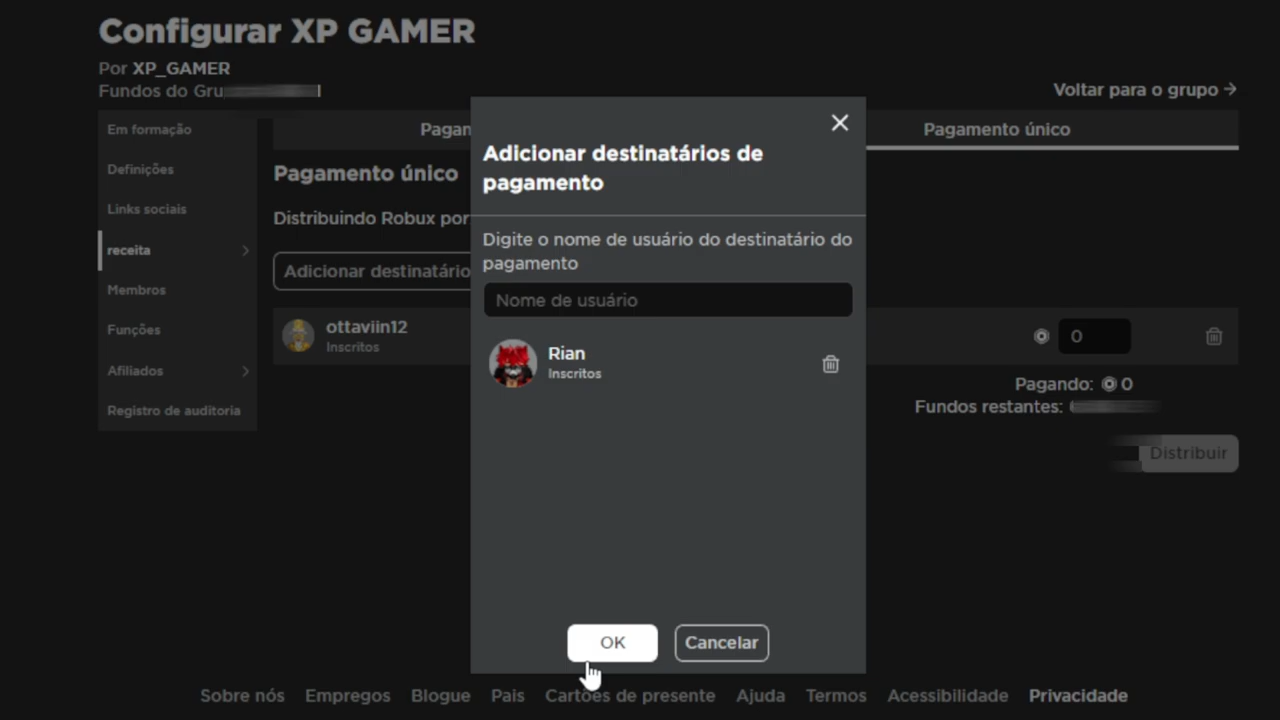 Configurar XP GAMER
Por XP_GAMER
Fundos do Gru
Voltar para o grupo →
Em formação
Definições
Links sociais
receita
Membros
Funções
Afiliados
Registro de auditoria
Pagam
Pagamento único
Pagamento único
Distribuindo Robux por
Adicionar destinatário
ottaviin12
Inscritos
0
Pagando: 0
Fundos restantes:
Distribuir
Adicionar destinatários de
pagamento
Digite o nome de usuário do destinatário do
pagamento
Nome de usuário
Rian
Inscritos
OK
Cancelar
Sobre nós Empregos Blogue Pais Cartões de presente Ajuda Termos Acessibilidade Privacidade